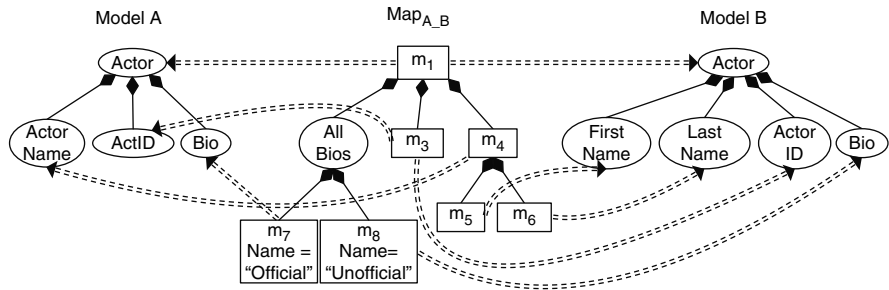 Model A
Map_A_B
Model B
Actor
m1
Actor
Actor
Name
ActID
Bio
All
Bios
m3
m4
First
Name
Last
Name
Actor
ID
Bio
m5
m6
m7
Name =
“Official”
m8
Name=
“Unofficial”